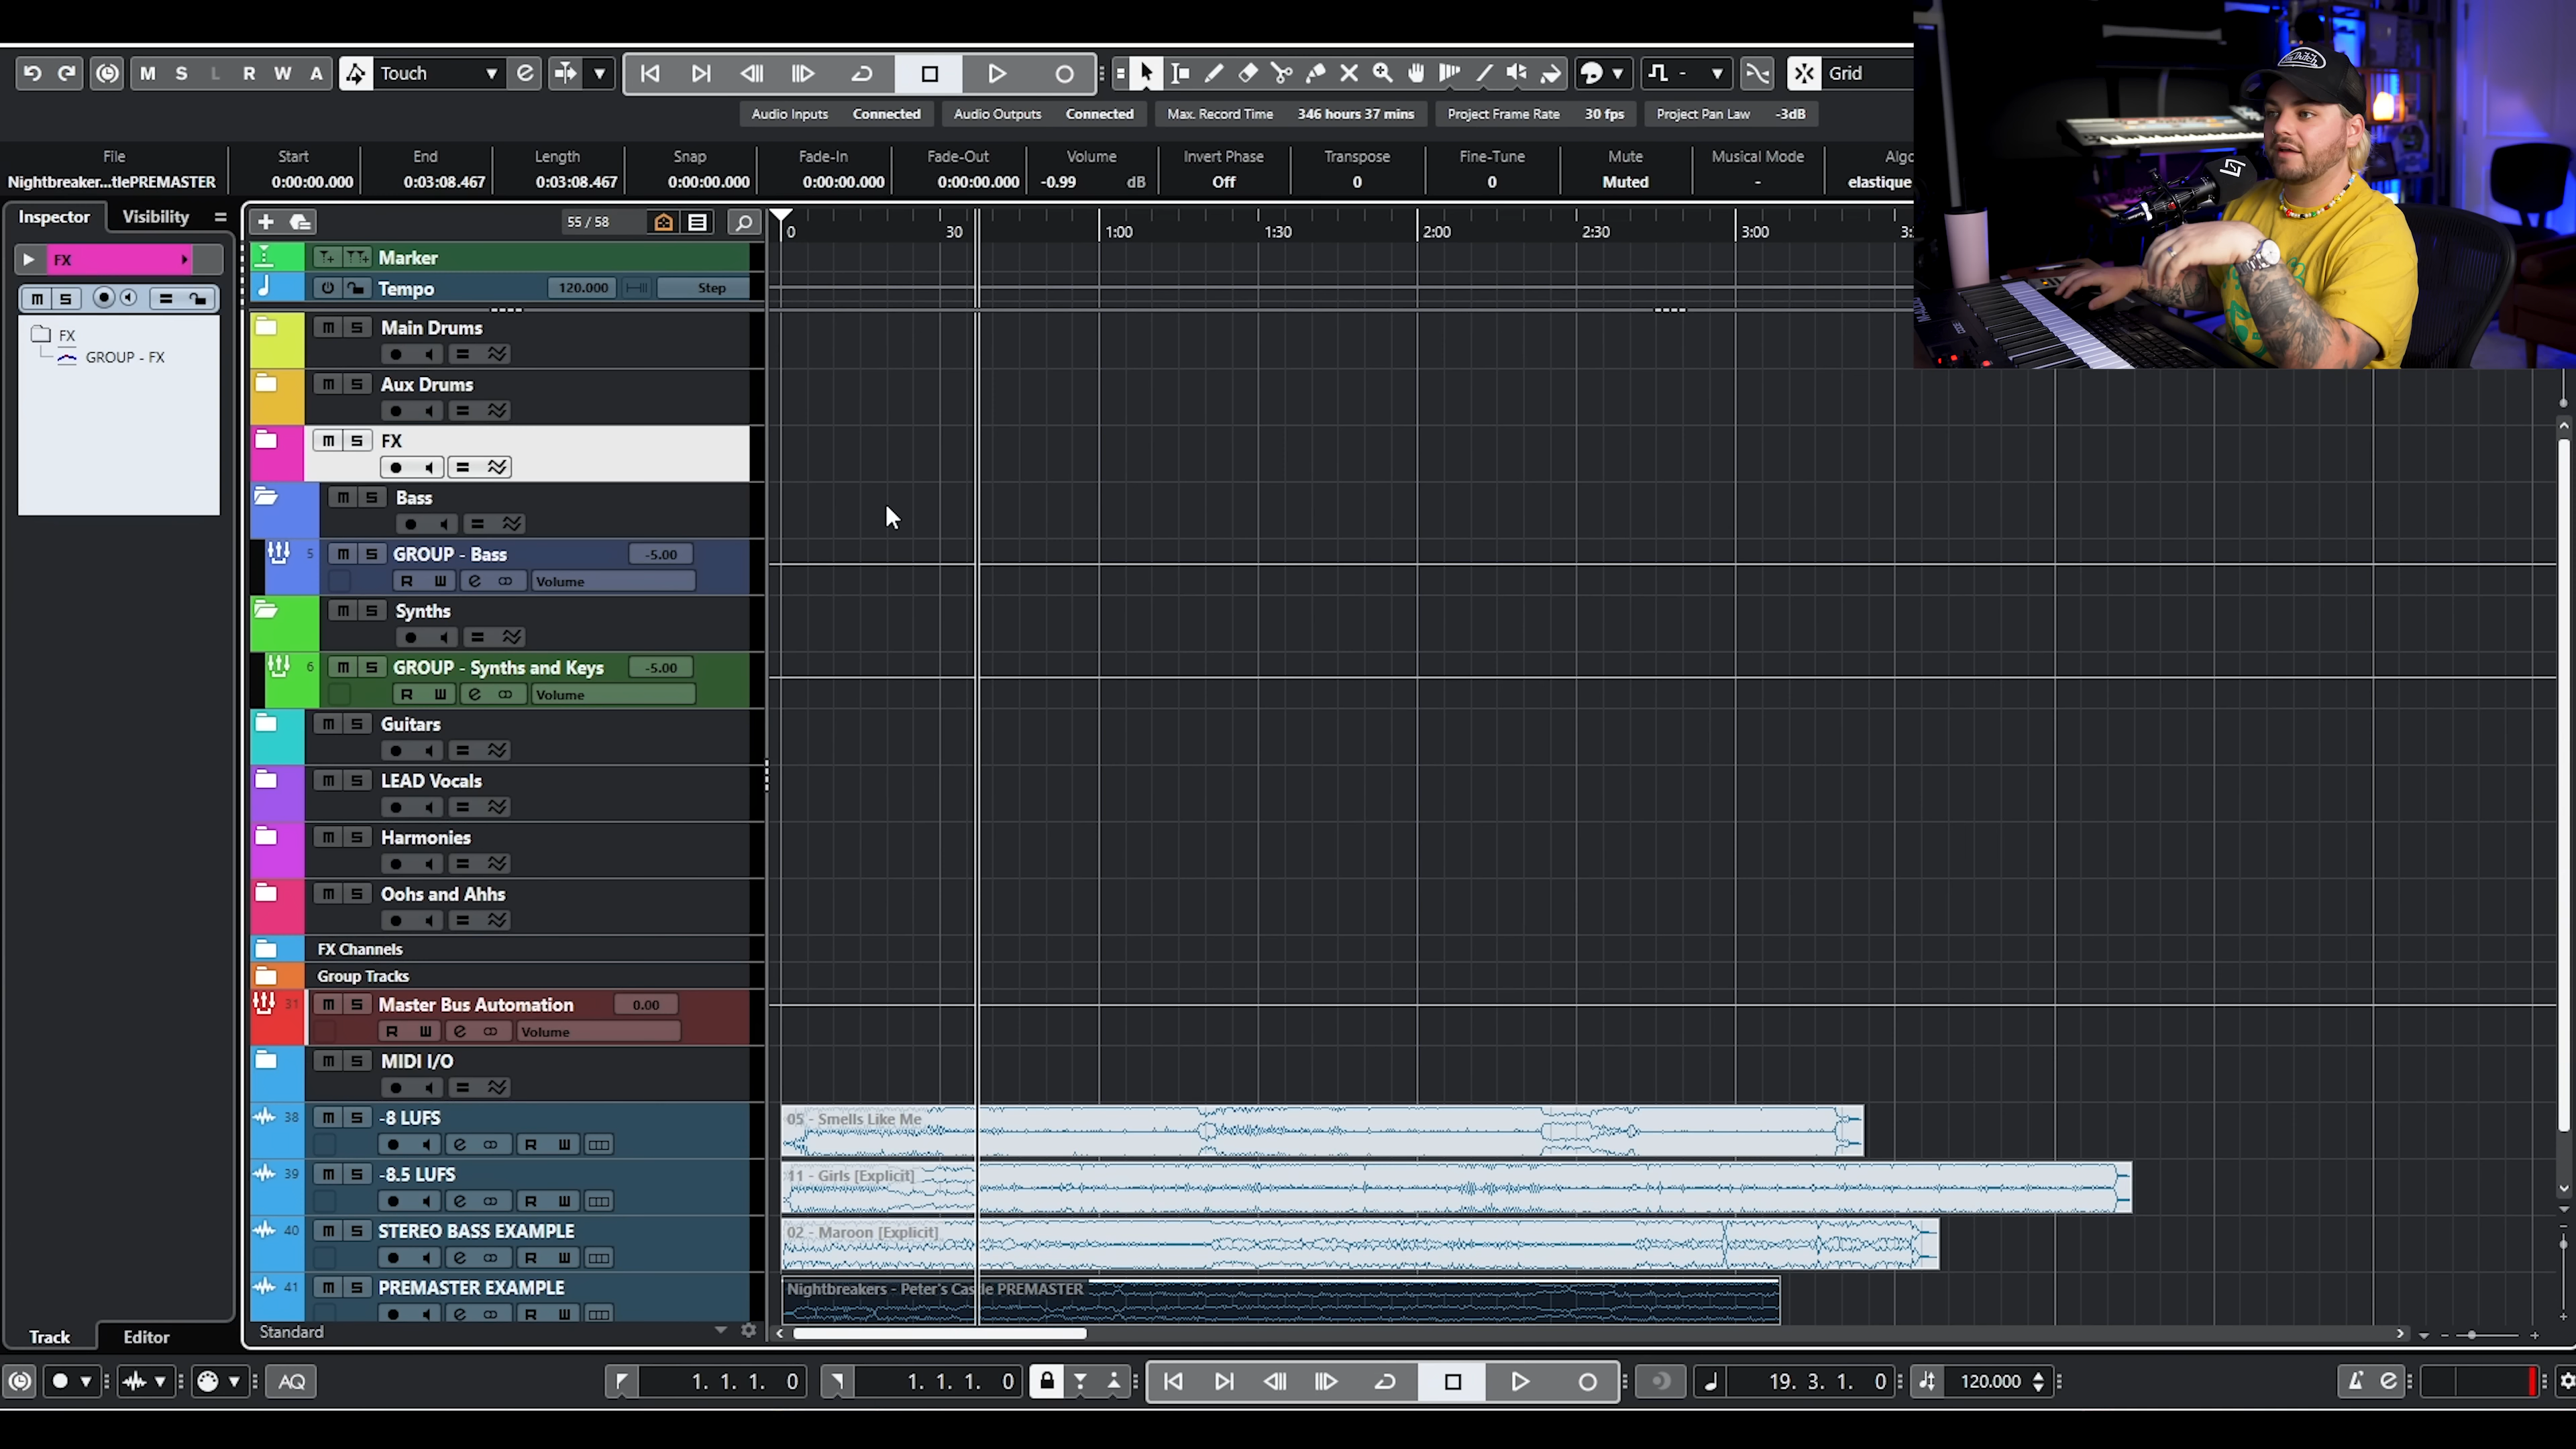 M S L R W A Touch Grid
Audio Inputs Connected Audio Outputs Connected Max. Record Time 346 hours 37 mins Project Frame Rate 30 fps Project Pan Law -3dB
File Start End Length Snap Fade-In Fade-Out Volume Invert Phase Transpose Fine-Tune Mute Musical Mode Algo
Nightbreaker...tlePREMASTER 0:00:00.000 0:03:08.467 0:03:08.467 0:00:00.000 0:00:00.000 0:00:00.000 -0.99 dB Off 0 0 Muted - elastique
Inspector Visibility 55 / 58
0 30 1:00 1:30 2:00 2:30 3:00 3:
FX
m S
FX
GROUP - FX
Marker
Tempo 120.000 Step
m S Main Drums
m S Aux Drums
m S FX
m S Bass
5 m S GROUP - Bass -5.00
R W e Volume
m S Synths
6 m S GROUP - Synths and Keys -5.00
R W e Volume
m S Guitars
m S LEAD Vocals
m S Harmonies
m S Oohs and Ahhs
FX Channels
Group Tracks
31 m S Master Bus Automation 0.00
R W e Volume
m S MIDI I/O
38 m S -8 LUFS 05 - Smells Like Me
e R W
39 m S -8.5 LUFS 11 - Girls [Explicit]
e R W
40 m S STEREO BASS EXAMPLE 02 - Maroon [Explicit]
e R W
41 m S PREMASTER EXAMPLE Nightbreakers - Peter's Castle PREMASTER
e R W
Track Editor Standard
AQ 1. 1. 1. 0 1. 1. 1. 0 19. 3. 1. 0 120.000